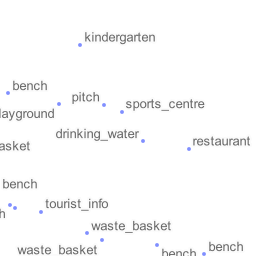 kindergarten
bench
pitch
sports_centre
layground
drinking_water
restaurant
asket
bench
tourist_info
h
waste_basket
waste_basket
bench
bench